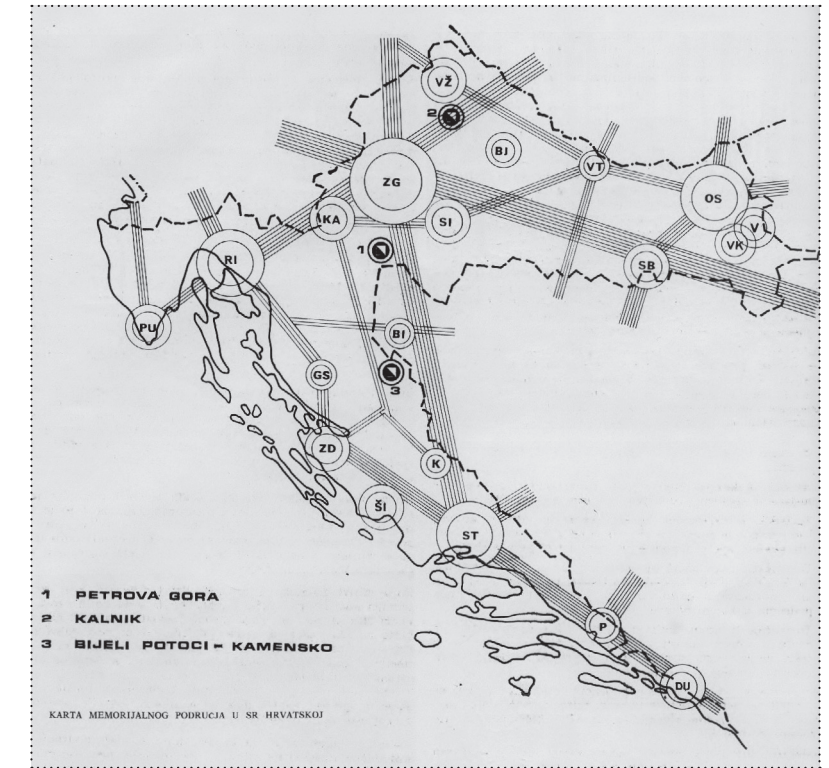 VŽ
2
BJ
VT
ZG
OS
KA
SI
V
VK
1
RI
SB
PU
BI
GS
3
ZD
K
ŠI
ST
P
DU
1 PETROVA GORA
2 KALNIK
3 BIJELI POTOCI – KAMENSKO
KARTA MEMORIJALNOG PODRUČJA U SR HRVATSKOJ